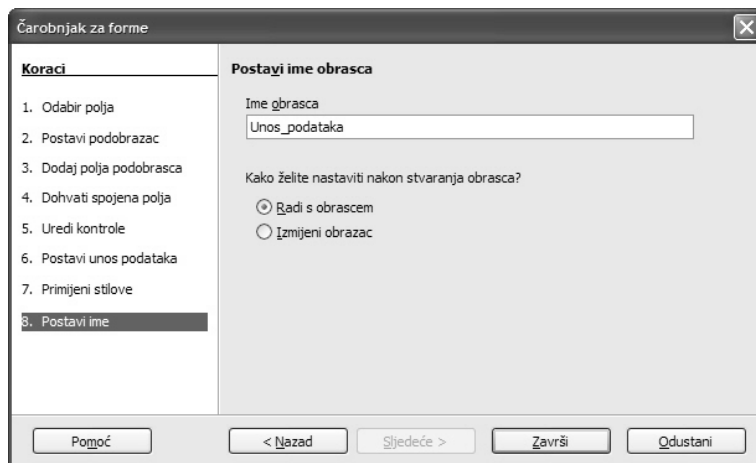 Čarobnjak za forme
Koraci
1. Odabir polja
2. Postavi podobrazac
3. Dodaj polja podobrasca
4. Dohvati spojena polja
5. Uredi kontrole
6. Postavi unos podataka
7. Primijeni stilove
8. Postavi ime
Postavi ime obrasca
Ime obrasca
Unos_podataka
Kako želite nastaviti nakon stvaranja obrasca?
Radi s obrascem
Izmijeni obrazac
Pomoć
< Nazad
Sljedeće >
Završi
Odustani